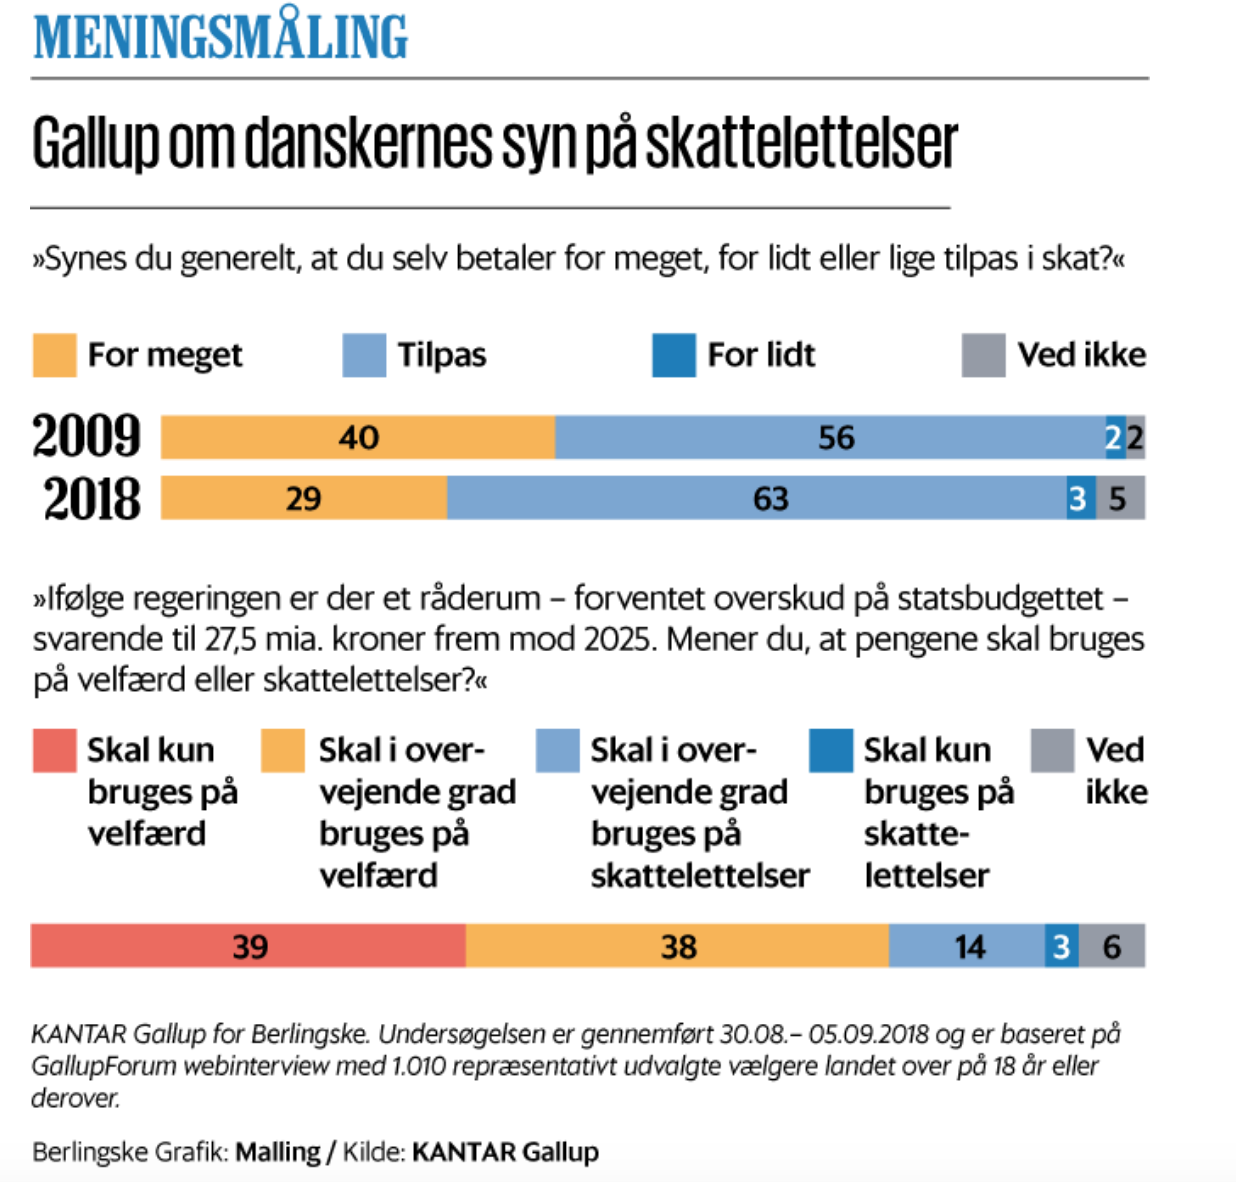 MENINGSMÅLING
Gallup om danskernes syn på skattelettelser
»Synes du generelt, at du selv betaler for meget, for lidt eller lige tilpas i skat?«
For meget Tilpas For lidt Ved ikke
2009 40 56 2 2
2018 29 63 3 5
»Ifølge regeringen er der et råderum – forventet overskud på statsbudgettet –
svarende til 27,5 mia. kroner frem mod 2025. Mener du, at pengene skal bruges
på velfærd eller skattelettelser?«
Skal kun
bruges på
velfærd
Skal i over-
vejende grad
bruges på
velfærd
Skal i over-
vejende grad
bruges på
skattelettelser
Skal kun
bruges på
skatte-
lettelser
Ved
ikke
39 38 14 3 6
KANTAR Gallup for Berlingske. Undersøgelsen er gennemført 30.08.– 05.09.2018 og er baseret på
GallupForum webinterview med 1.010 repræsentativt udvalgte vælgere landet over på 18 år eller
derover.
Berlingske Grafik: Malling / Kilde: KANTAR Gallup